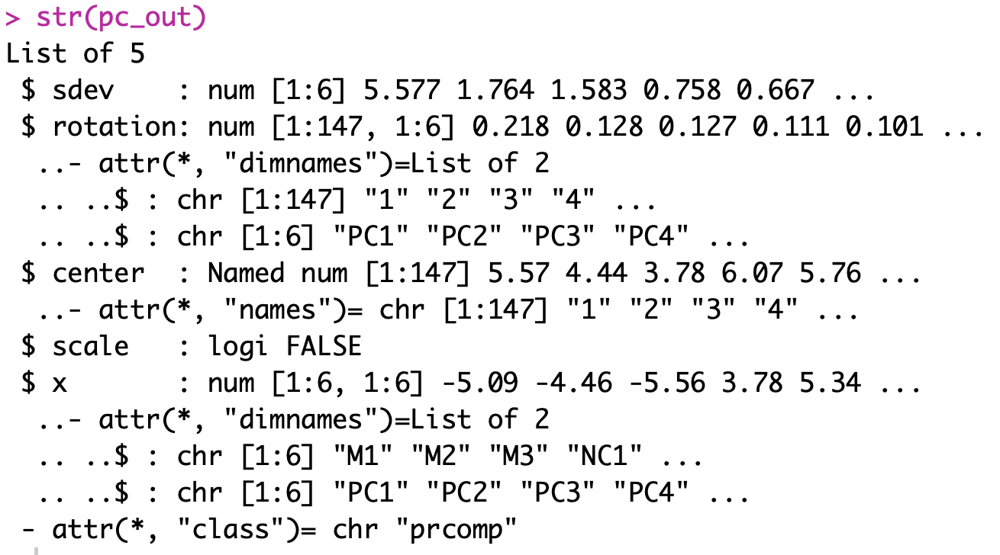 > str(pc_out)
List of 5
 $ sdev    : num [1:6] 5.577 1.764 1.583 0.758 0.667 ...
 $ rotation: num [1:147, 1:6] 0.218 0.128 0.127 0.111 0.101 ...
  ..- attr(*, "dimnames")=List of 2
  .. ..$ : chr [1:147] "1" "2" "3" "4" ...
  .. ..$ : chr [1:6] "PC1" "PC2" "PC3" "PC4" ...
 $ center  : Named num [1:147] 5.57 4.44 3.78 6.07 5.76 ...
  ..- attr(*, "names")= chr [1:147] "1" "2" "3" "4" ...
 $ scale   : logi FALSE
 $ x       : num [1:6, 1:6] -5.09 -4.46 -5.56 3.78 5.34 ...
  ..- attr(*, "dimnames")=List of 2
  .. ..$ : chr [1:6] "M1" "M2" "M3" "NC1" ...
  .. ..$ : chr [1:6] "PC1" "PC2" "PC3" "PC4" ...
 - attr(*, "class")= chr "prcomp"